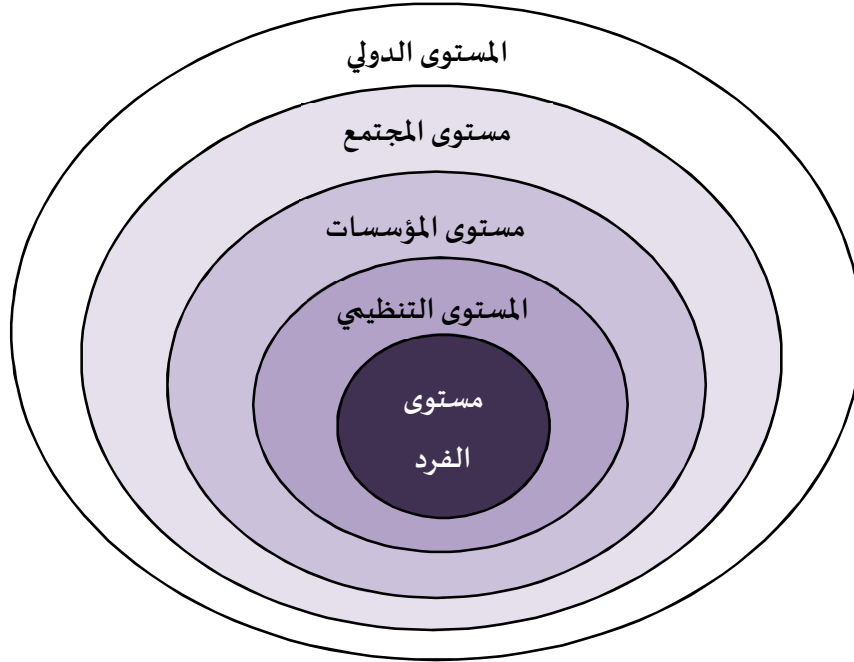 المستوى الدولي
مستوى المجتمع
مستوى المؤسسات
المستوى التنظيمي
مستوى
الفرد